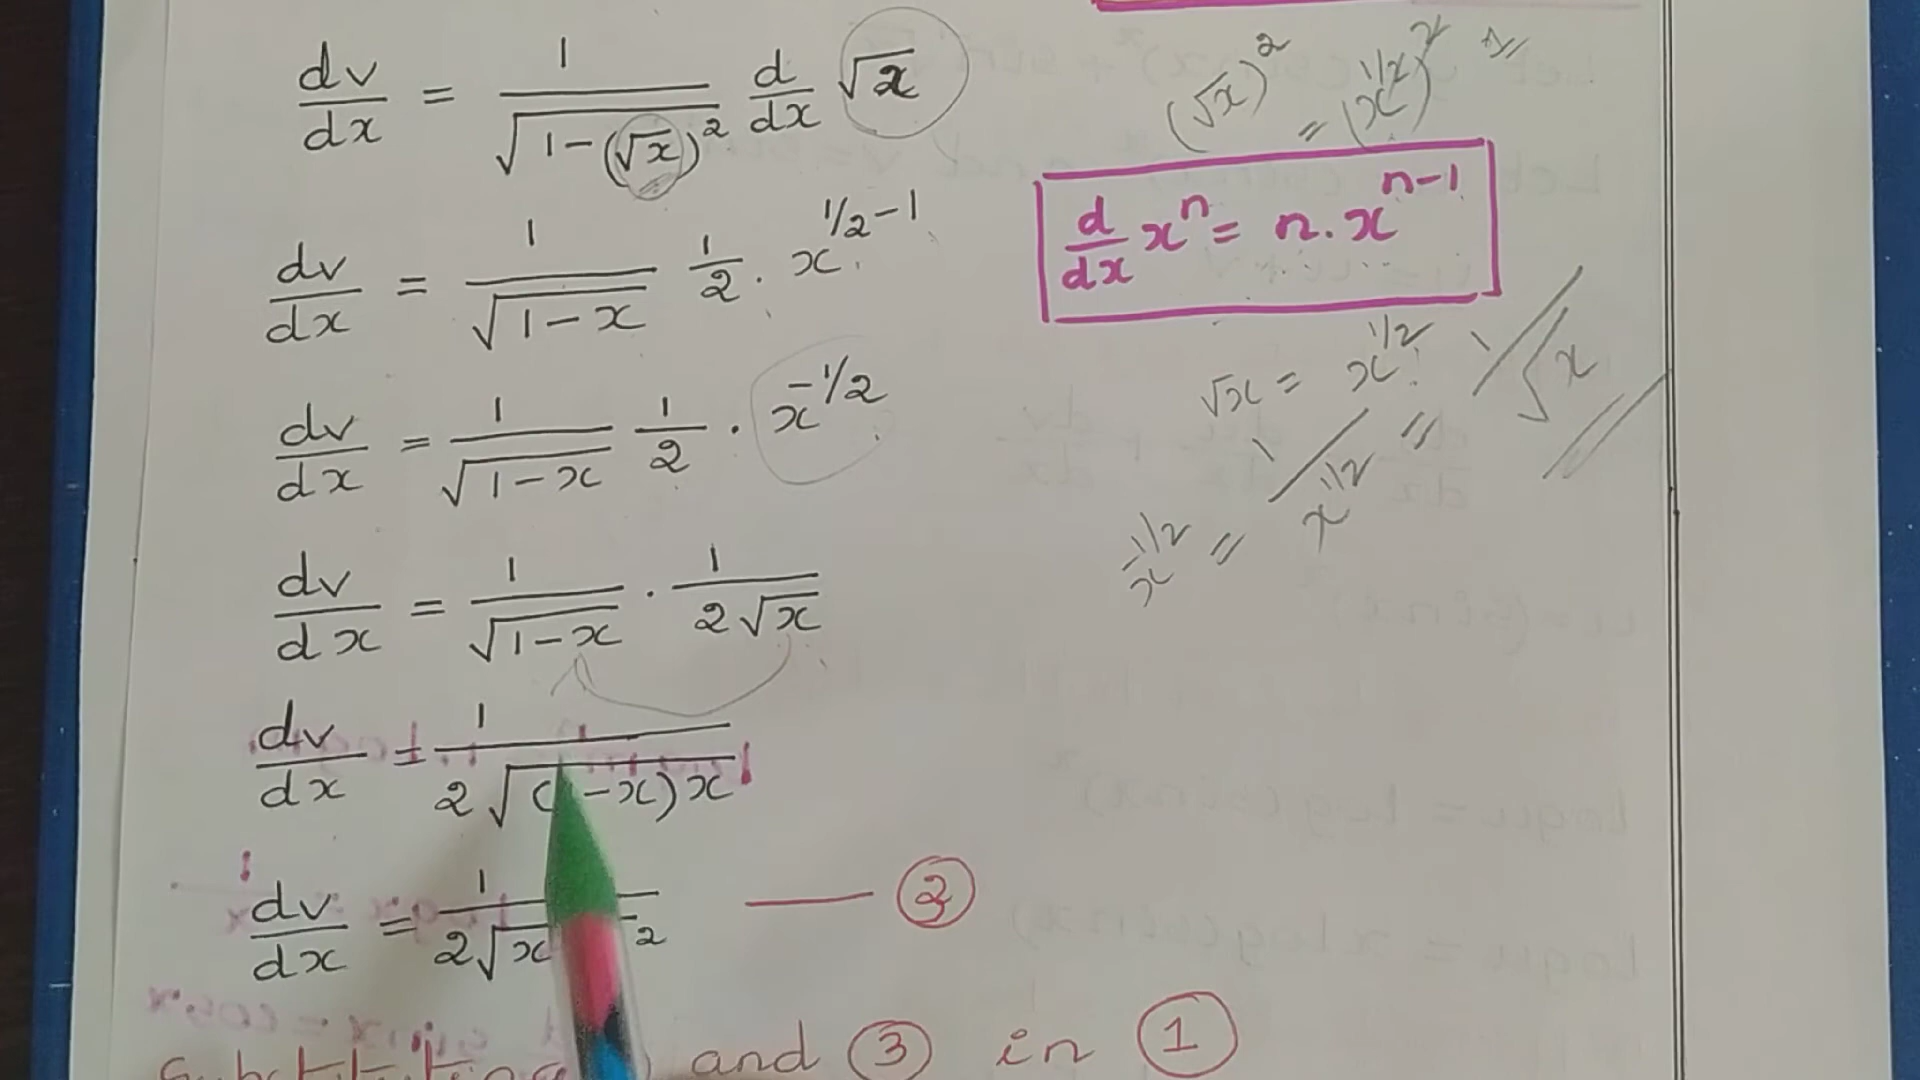 dv/dx = 1/√(1-(√x)²) d/dx √x
(√x)² = (x^1/2)²
dv/dx = 1/√(1-x) 1/2 . x^(1/2-1)
d/dx xⁿ = n.x^(n-1)
dv/dx = 1/√(1-x) 1/2 . x^(-1/2)
√x = x^1/2
x^(-1/2) = 1/x^1/2 = 1/√x
dv/dx = 1/√(1-x) . 1/(2√x)
dv/dx = 1/(2√( -x)x)
dv/dx = 1/(2√x ²) — ②
and ③ in ①